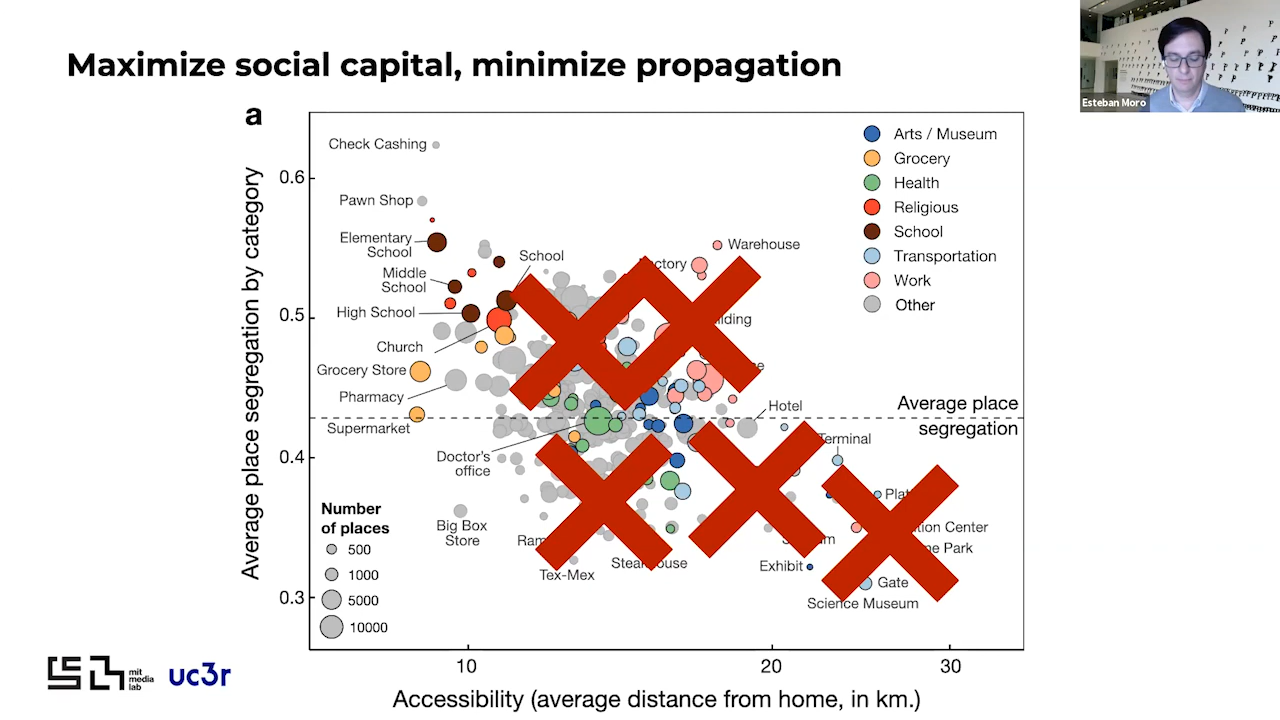 Maximize social capital, minimize propagation
Esteban Moro
a
Average place segregation by category
0.6
0.5
0.4
0.3
Check Cashing
Pawn Shop
Elementary
School
Middle
School
High School
Church
Grocery Store
Pharmacy
Supermarket
School
Warehouse
Hotel
Doctor's
office
Big Box
Store
Tex-Mex
Exhibit
Gate
Science Museum
Terminal
Average place
segregation
Arts / Museum
Grocery
Health
Religious
School
Transportation
Work
Other
Number
of places
500
1000
5000
10000
10
20
30
Accessibility (average distance from home, in km.)
mit
media
lab
uc3r